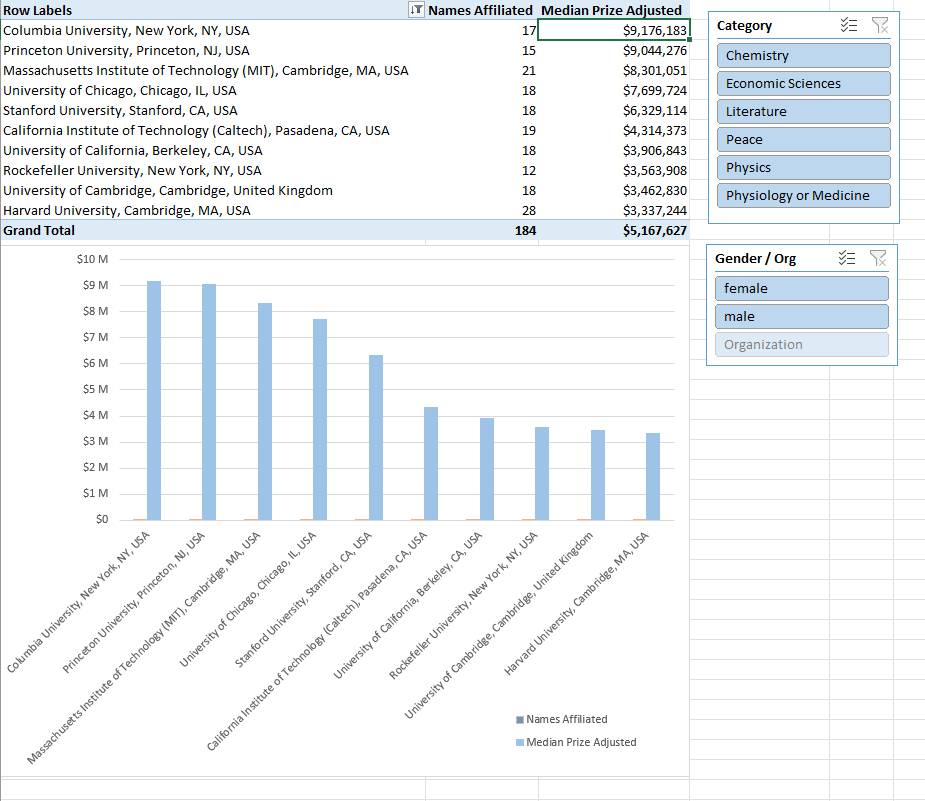 Row Labels Names Affiliated Median Prize Adjusted
Columbia University, New York, NY, USA 17 $9,176,183
Princeton University, Princeton, NJ, USA 15 $9,044,276
Massachusetts Institute of Technology (MIT), Cambridge, MA, USA 21 $8,301,051
University of Chicago, Chicago, IL, USA 18 $7,699,724
Stanford University, Stanford, CA, USA 18 $6,329,114
California Institute of Technology (Caltech), Pasadena, CA, USA 19 $4,314,373
University of California, Berkeley, CA, USA 18 $3,906,843
Rockefeller University, New York, NY, USA 12 $3,563,908
University of Cambridge, Cambridge, United Kingdom 18 $3,462,830
Harvard University, Cambridge, MA, USA 28 $3,337,244
Grand Total 184 $5,167,627
Category
Chemistry
Economic Sciences
Literature
Peace
Physics
Physiology or Medicine
Gender / Org
female
male
Organization
$10 M
$9 M
$8 M
$7 M
$6 M
$5 M
$4 M
$3 M
$2 M
$1 M
$0
Columbia University, New York, NY, USA
Princeton University, Princeton, NJ, USA
Massachusetts Institute of Technology (MIT), Cambridge, MA, USA
University of Chicago, Chicago, IL, USA
Stanford University, Stanford, CA, USA
California Institute of Technology (Caltech), Pasadena, CA, USA
University of California, Berkeley, CA, USA
Rockefeller University, New York, NY, USA
University of Cambridge, Cambridge, United Kingdom
Harvard University, Cambridge, MA, USA
Names Affiliated
Median Prize Adjusted